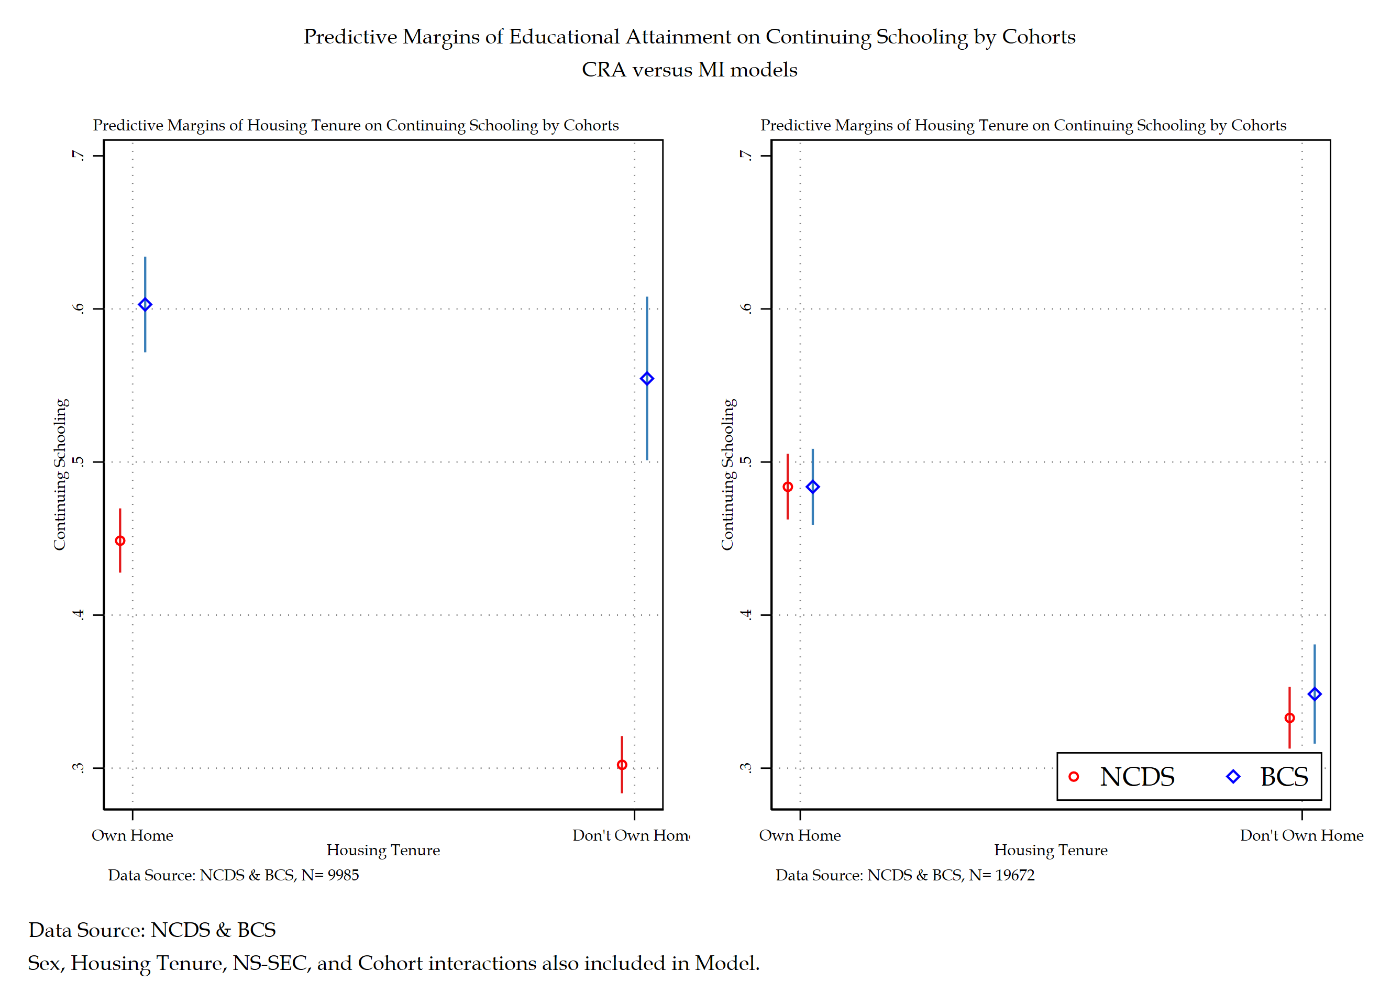 Predictive Margins of Educational Attainment on Continuing Schooling by Cohorts
CRA versus MI models
Predictive Margins of Housing Tenure on Continuing Schooling by Cohorts
.7
.6
.5
.4
.3
Continuing Schooling
Own Home
Don't Own Hom
Housing Tenure
Data Source: NCDS & BCS, N= 9985
Predictive Margins of Housing Tenure on Continuing Schooling by Cohorts
.7
.6
.5
.4
.3
Continuing Schooling
NCDS
BCS
Own Home
Don't Own Home
Housing Tenure
Data Source: NCDS & BCS, N= 19672
Data Source: NCDS & BCS
Sex, Housing Tenure, NS-SEC, and Cohort interactions also included in Model.